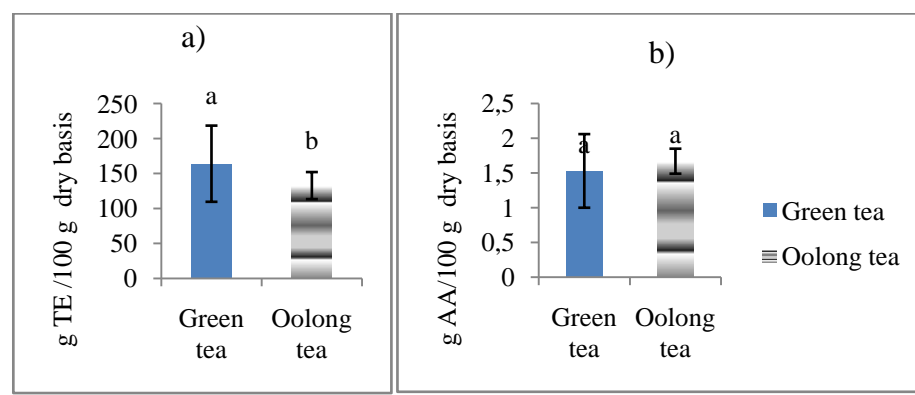 a)
g TE /100 g dry basis
250
200
150
100
50
0
a
b
Green tea
Oolong tea
b)
g AA/100 g dry basis
2,5
2
1,5
1
0,5
0
a
a
Green tea
Oolong tea
Green tea
Oolong tea